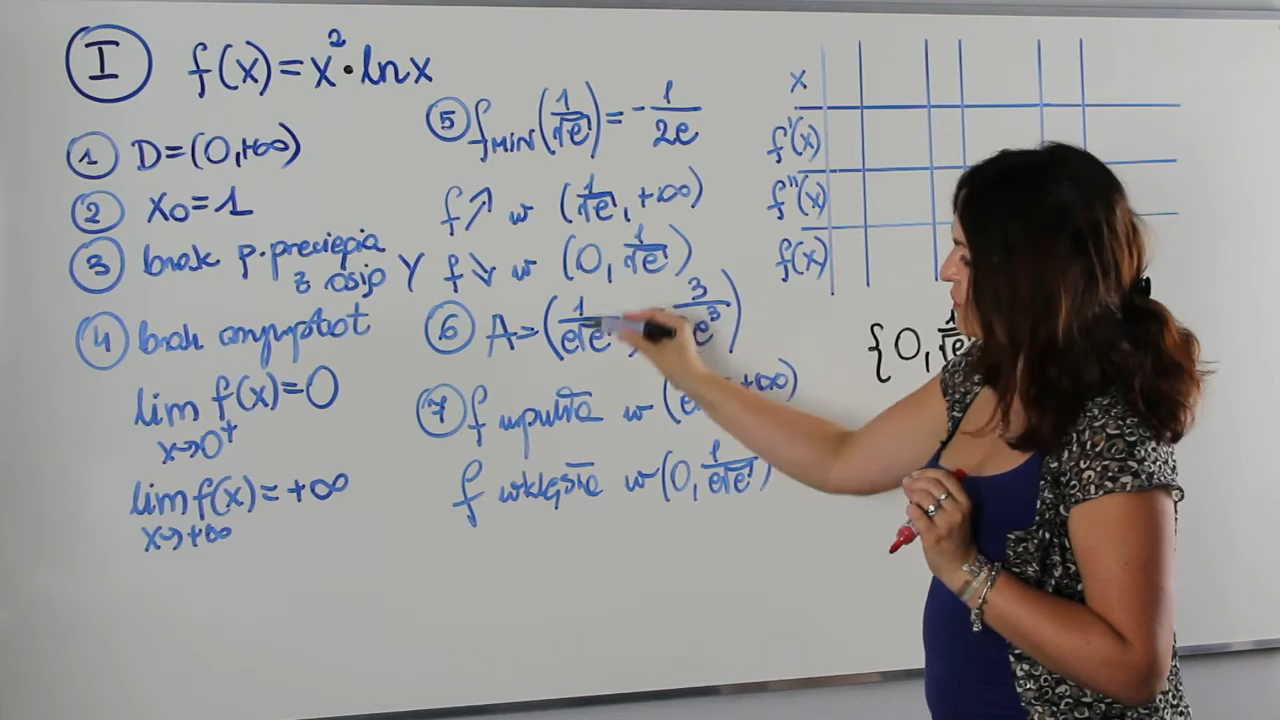 I f(x)=x²·lnx
① D=(0,+∞)
② x₀=1
③ brak p.przecięcia
z osią Y
④ brak asymptot
lim f(x)=0
x→0⁺
lim f(x)=+∞
x→+∞
⑤ f_MIN(1/√e)=-1/2e
f↗ w (1/√e,+∞)
f↘ w (0,1/√e)
⑥ A=(1/e√e, 3/e³)
⑦ f wypukła w (e +∞)
f wklęsła w (0,1/e√e)
x
f'(x)
f''(x)
f(x)
{0,1/√e